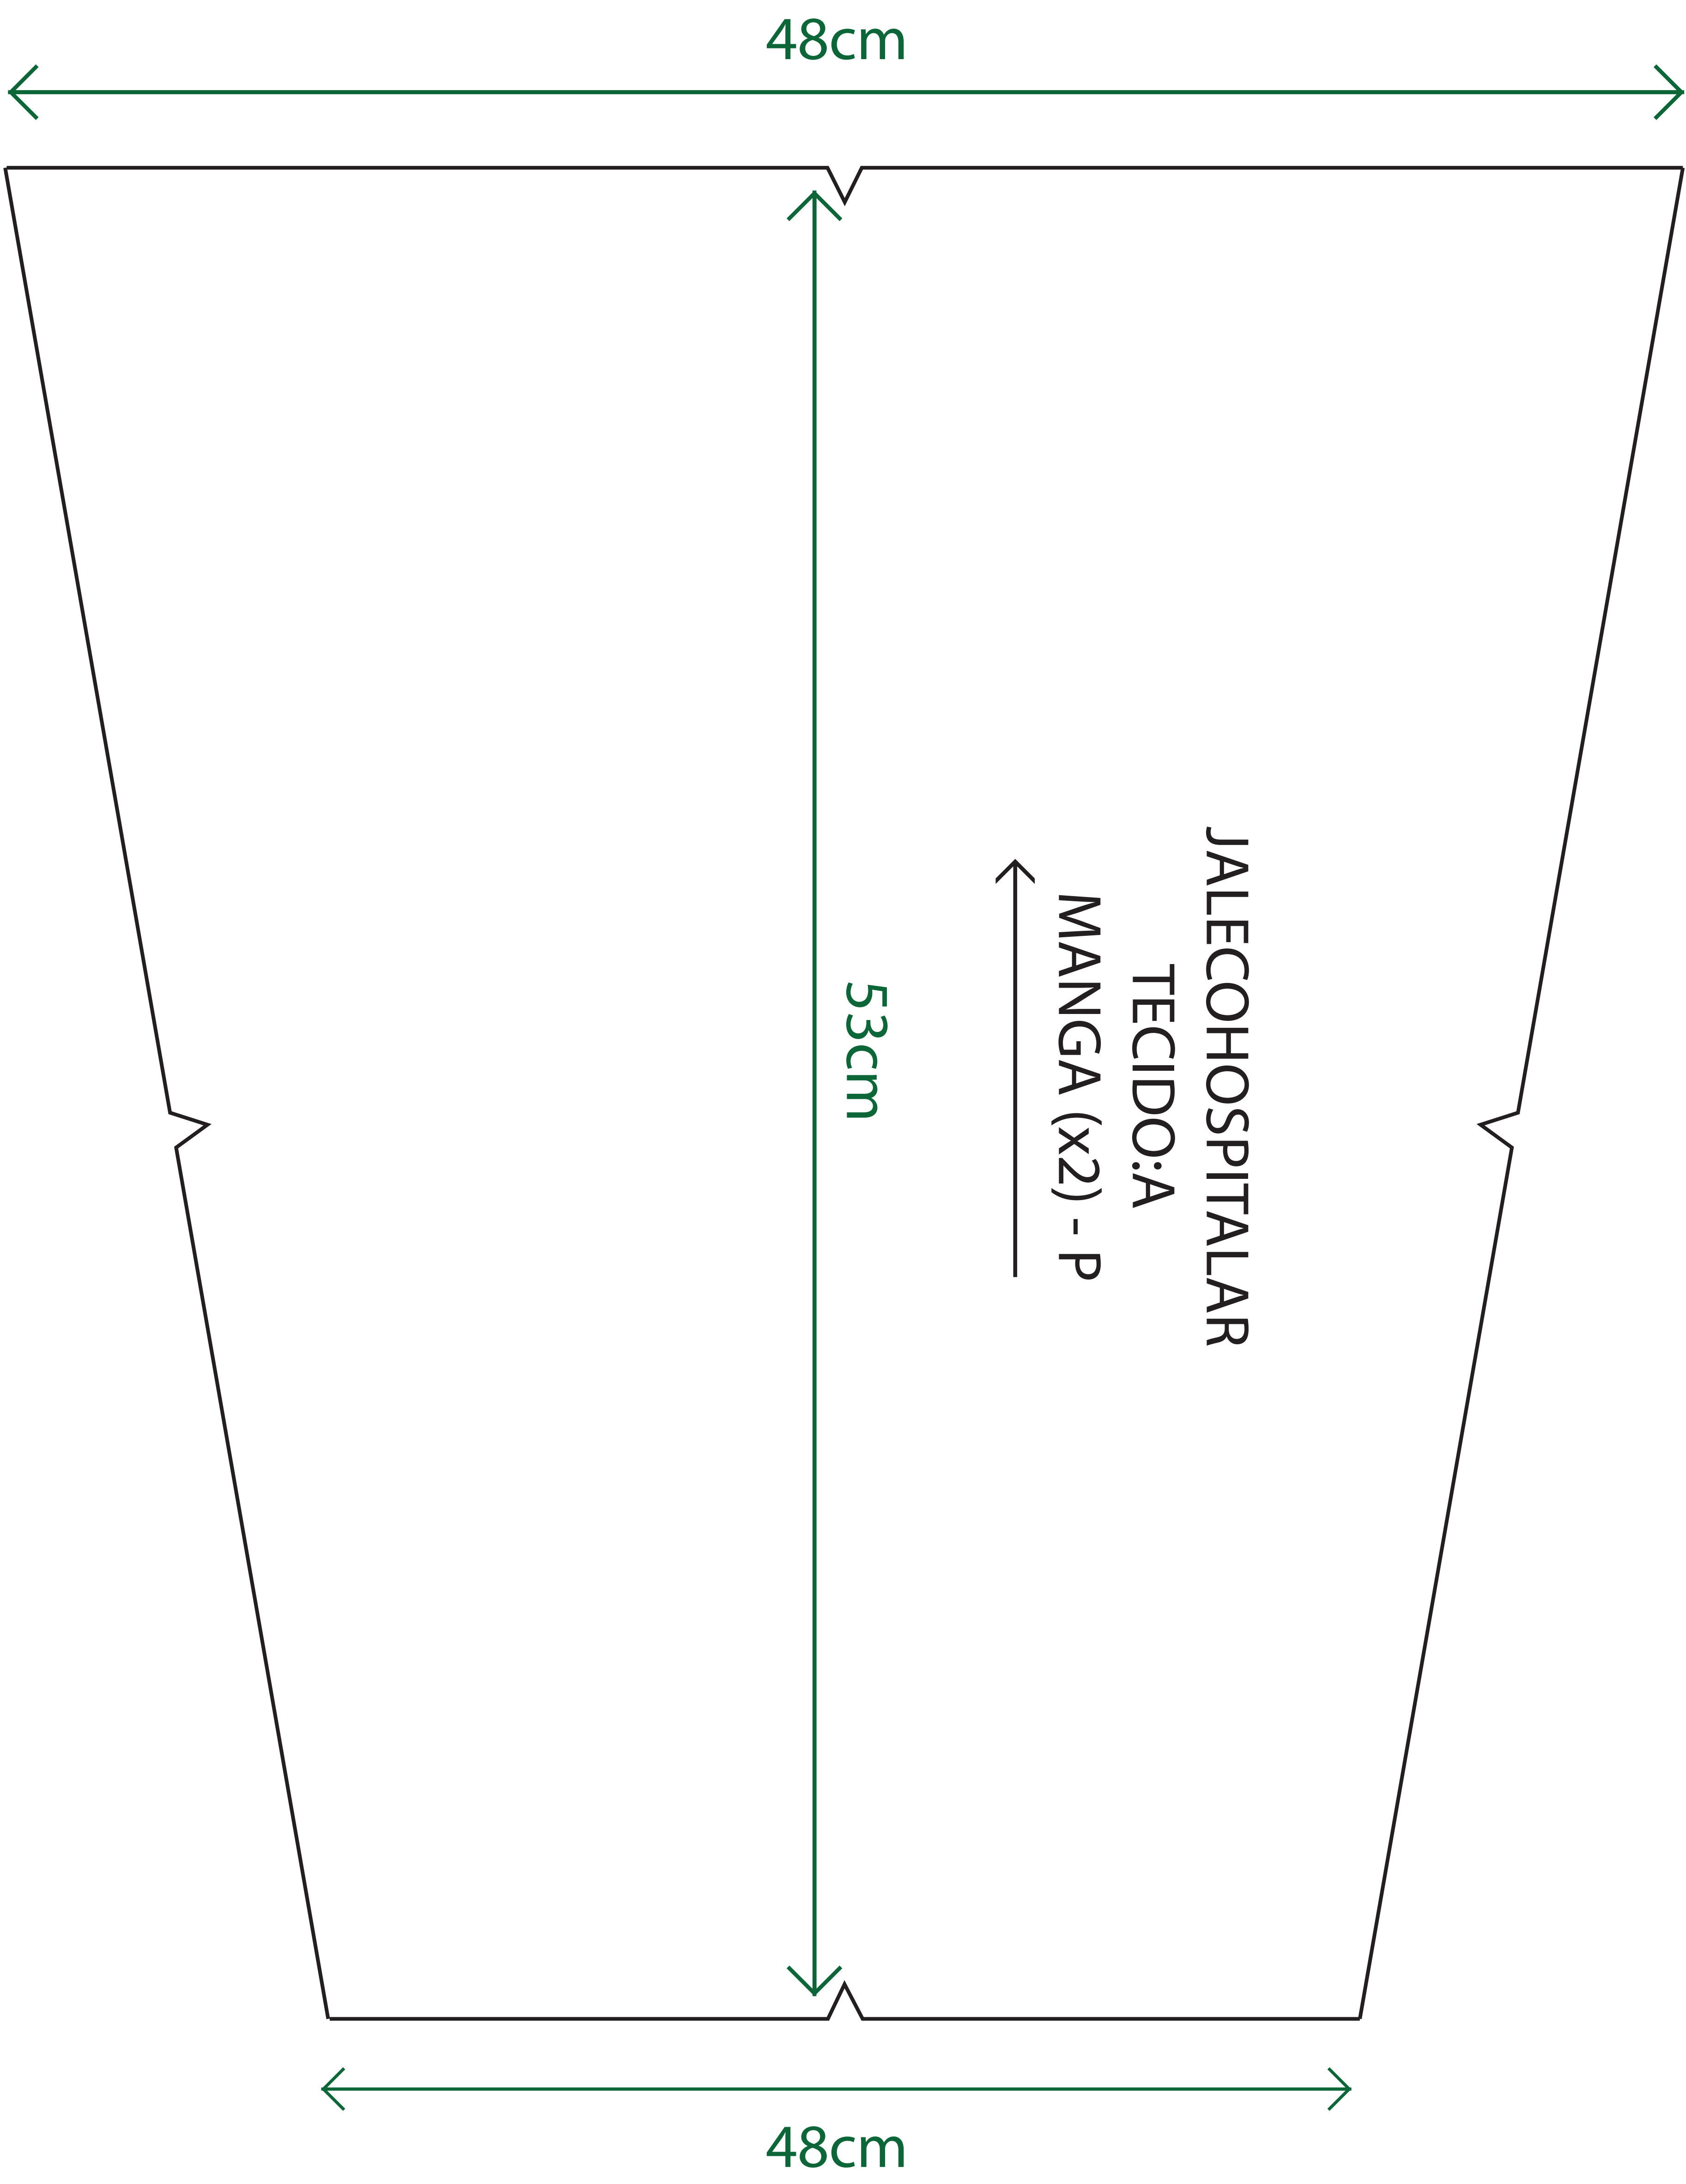 48cm
53cm
JALECOHOSPITALAR
TECIDO:A
MANGA (x2) - P
48cm